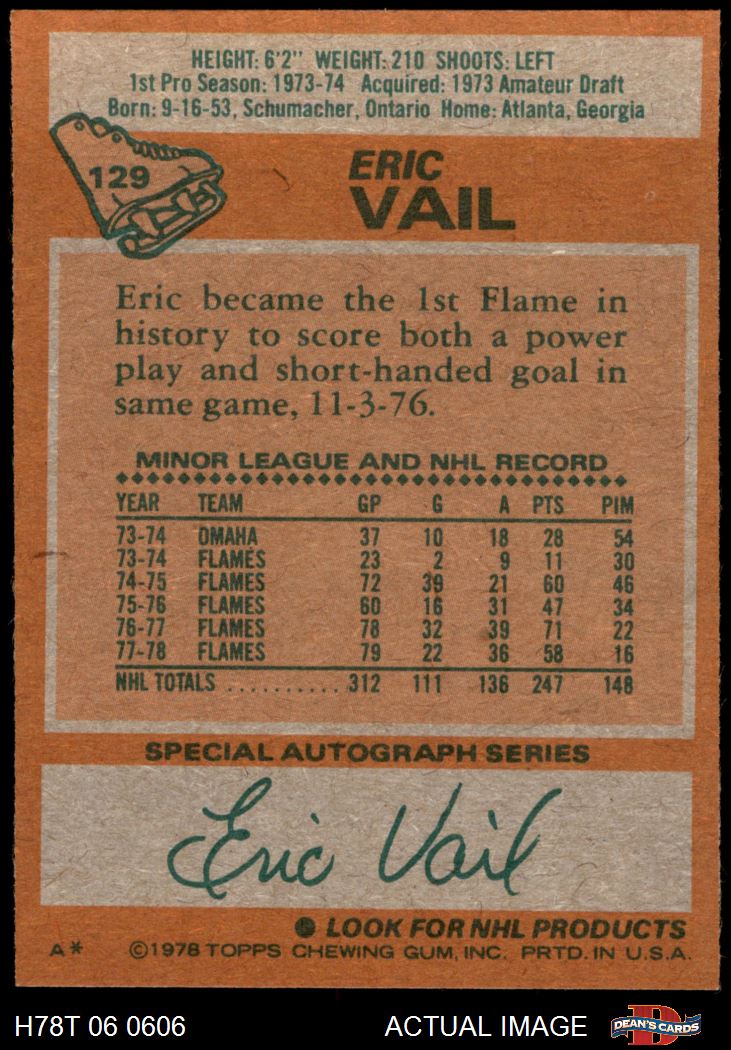 HEIGHT: 6'2" WEIGHT: 210 SHOOTS: LEFT
1st Pro Season: 1973-74 Acquired: 1973 Amateur Draft
Born: 9-16-53, Schumacher, Ontario Home: Atlanta, Georgia
129
ERIC
VAIL
Eric became the 1st Flame in
history to score both a power
play and short-handed goal in
same game, 11-3-76.
MINOR LEAGUE AND NHL RECORD
YEAR TEAM GP G A PTS PIM
73-74 OMAHA 37 10 18 28 54
73-74 FLAMES 23 2 9 11 30
74-75 FLAMES 72 39 21 60 46
75-76 FLAMES 60 16 31 47 34
76-77 FLAMES 78 32 39 71 22
77-78 FLAMES 79 22 36 58 16
NHL TOTALS .......... 312 111 136 247 148
SPECIAL AUTOGRAPH SERIES
Eric Vail
● LOOK FOR NHL PRODUCTS
A* ©1978 TOPPS CHEWING GUM, INC. PRTD. IN U.S.A.
H78T 06 0606 ACTUAL IMAGE D DEAN'S CARDS